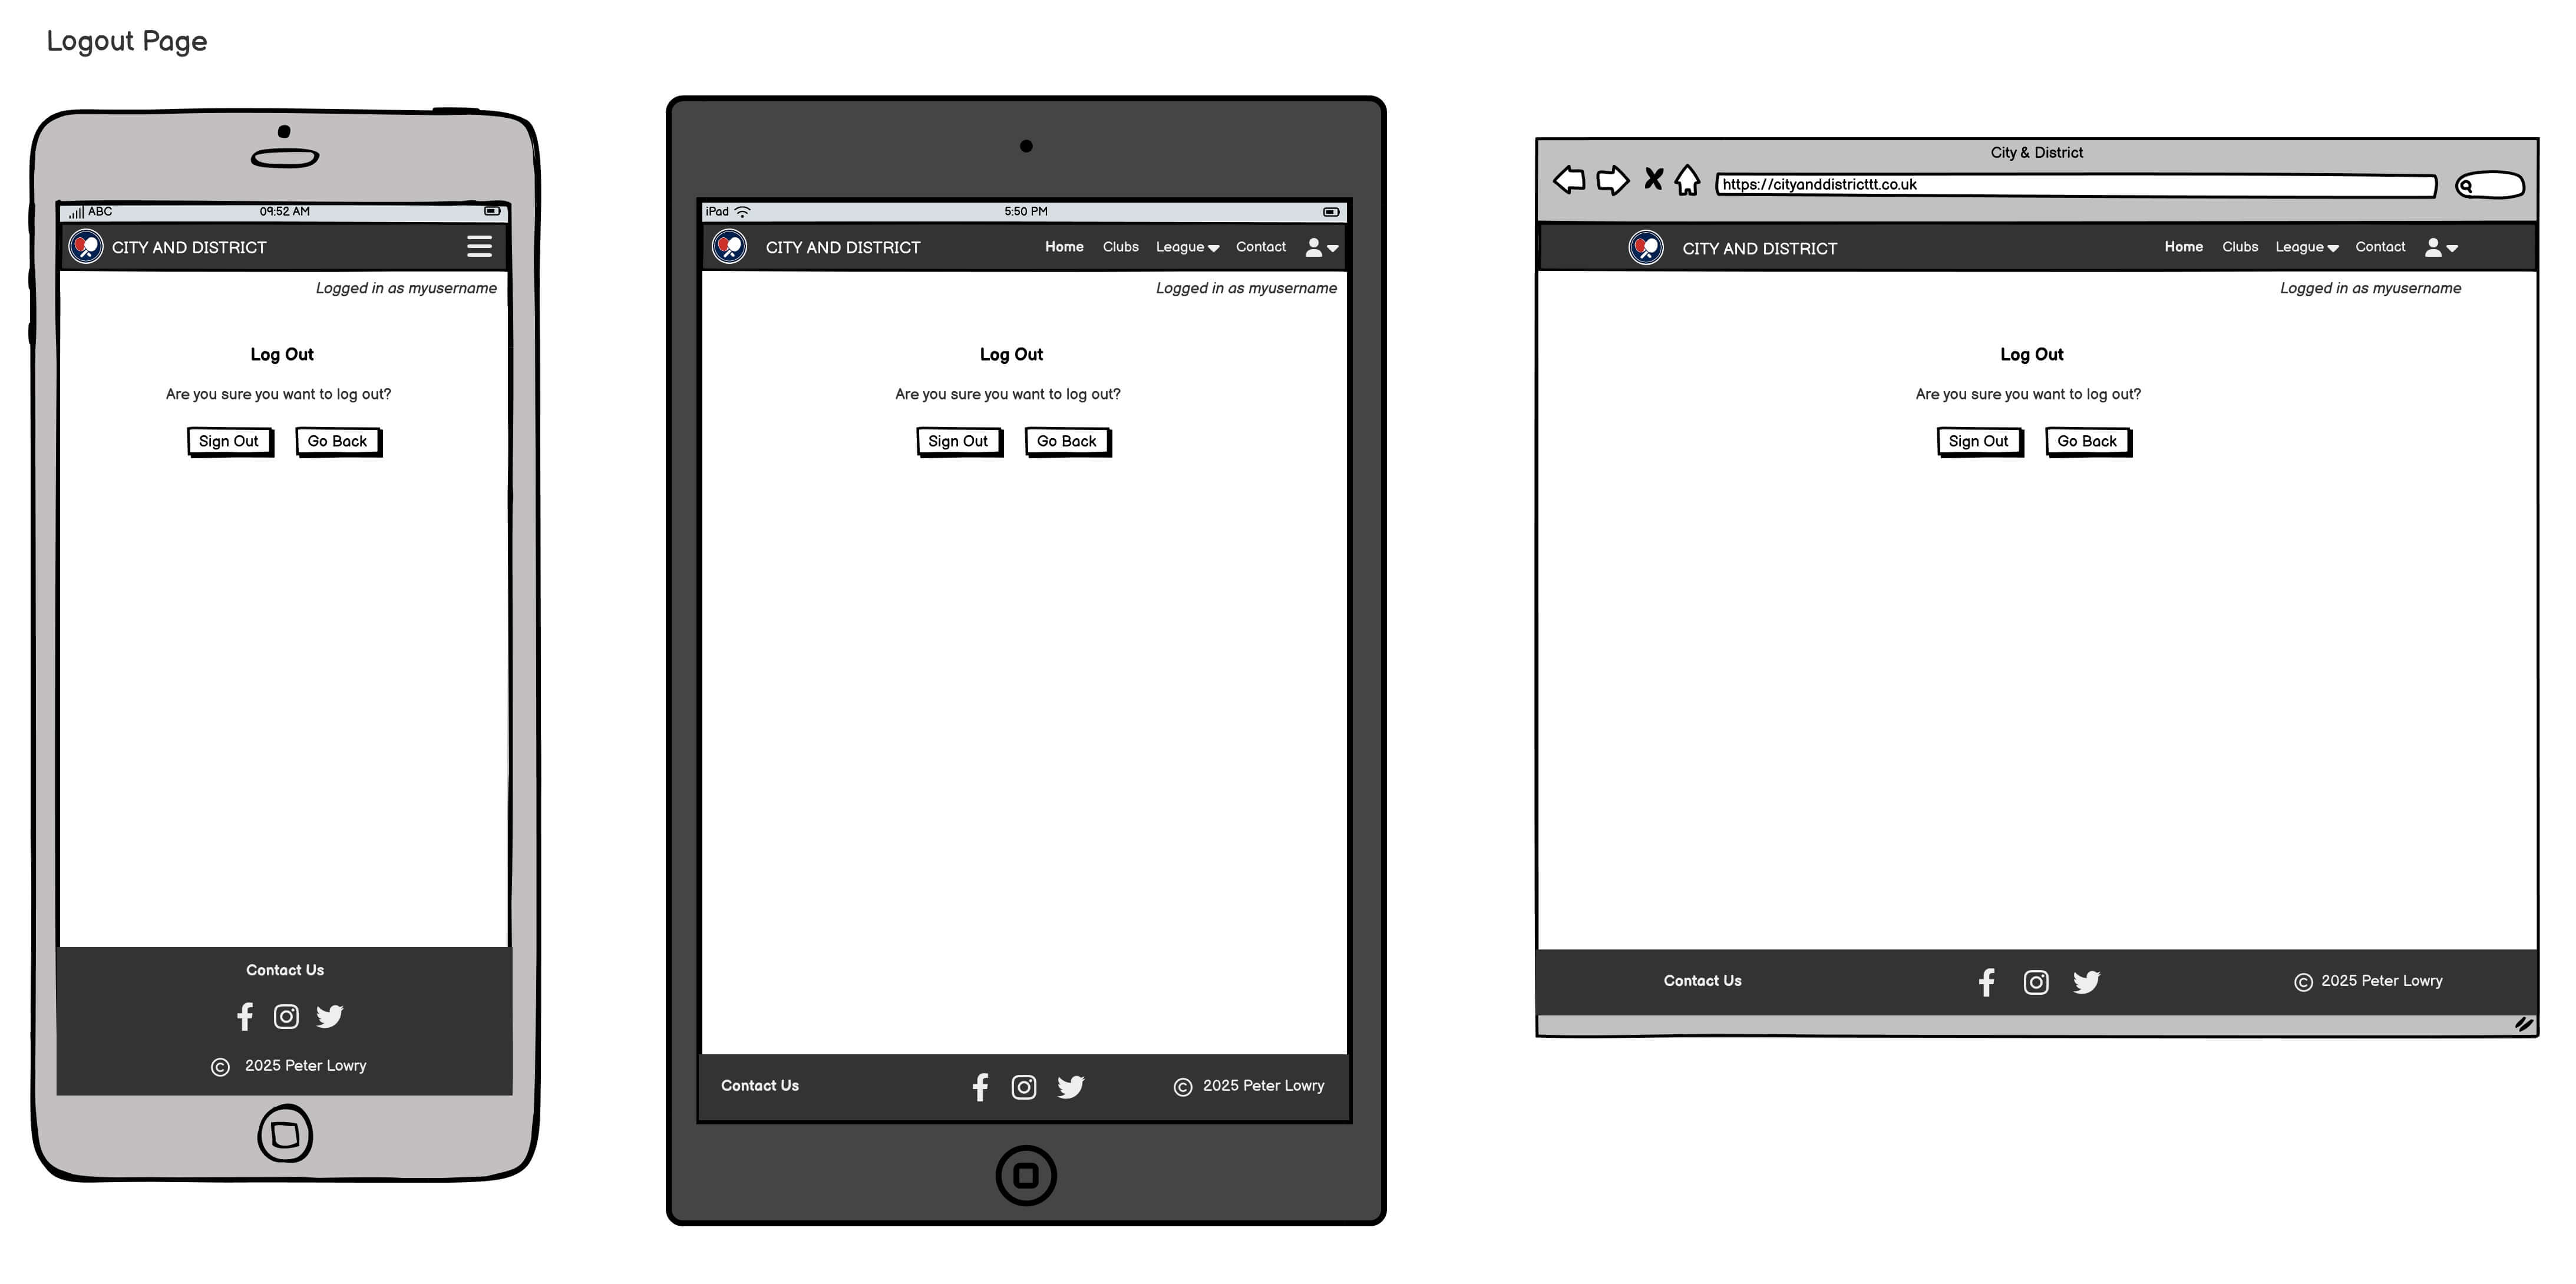 Logout Page
ABC 09:52 AM
CITY AND DISTRICT
Logged in as myusername
Log Out
Are you sure you want to log out?
Sign Out Go Back
Contact Us
© 2025 Peter Lowry
iPad 5:50 PM
CITY AND DISTRICT Home Clubs League Contact
Logged in as myusername
Log Out
Are you sure you want to log out?
Sign Out Go Back
Contact Us © 2025 Peter Lowry
City & District
https://cityanddistricttt.co.uk
CITY AND DISTRICT Home Clubs League Contact
Logged in as myusername
Log Out
Are you sure you want to log out?
Sign Out Go Back
Contact Us © 2025 Peter Lowry